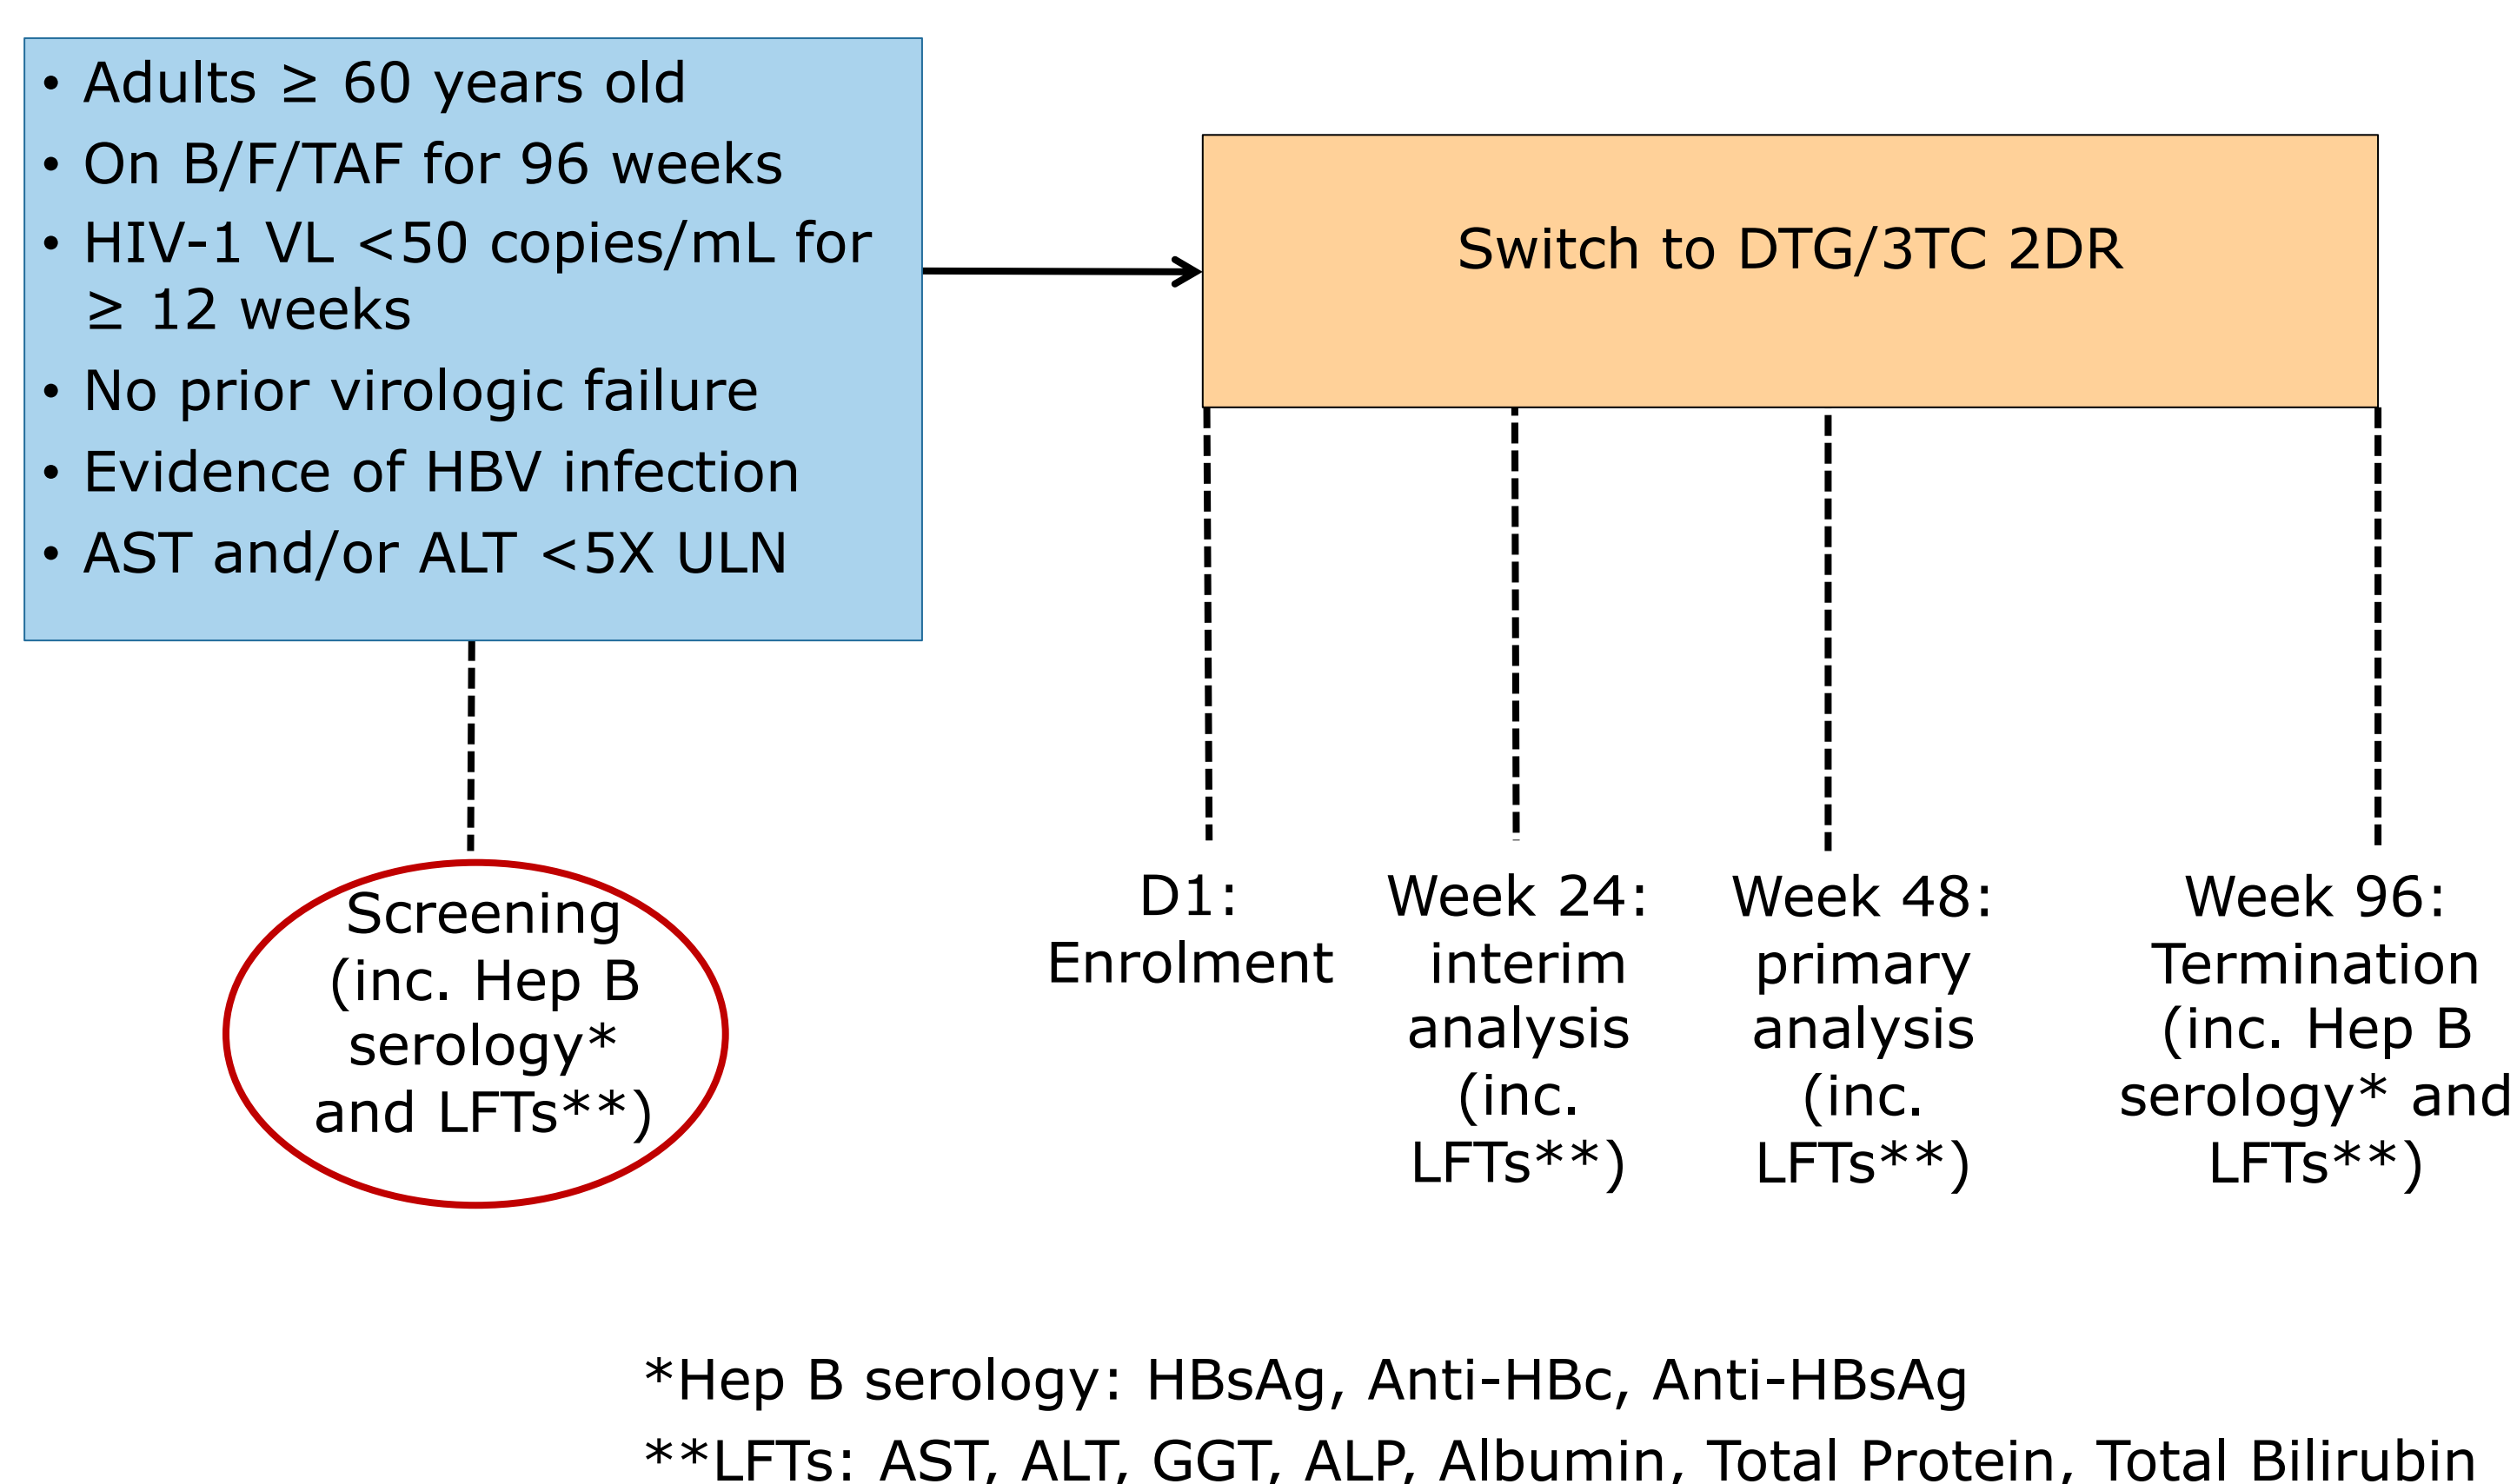 • Adults ≥ 60 years old
• On B/F/TAF for 96 weeks
• HIV-1 VL <50 copies/mL for
≥ 12 weeks
• No prior virologic failure
• Evidence of HBV infection
• AST and/or ALT <5X ULN
Switch to DTG/3TC 2DR
Screening
(inc. Hep B
serology*
and LFTs**)
D1:
Enrolment
Week 24:
interim
analysis
(inc.
LFTs**)
Week 48:
primary
analysis
(inc.
LFTs**)
Week 96:
Termination
(inc. Hep B
serology* and
LFTs**)
*Hep B serology: HBsAg, Anti-HBc, Anti-HBsAg
**LFTs: AST, ALT, GGT, ALP, Albumin, Total Protein, Total Bilirubin